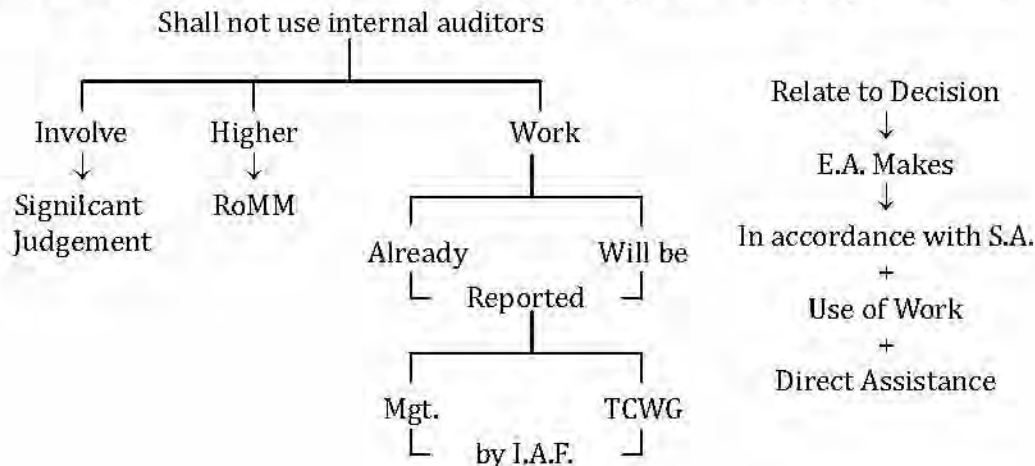 Shall not use internal auditors
Involve Higher Work
Signilcant
Judgement
RoMM
Already Will be
Reported
Mgt. TCWG
by I.A.F.
Relate to Decision
E.A. Makes
In accordance with S.A.
+
Use of Work
+
Direct Assistance